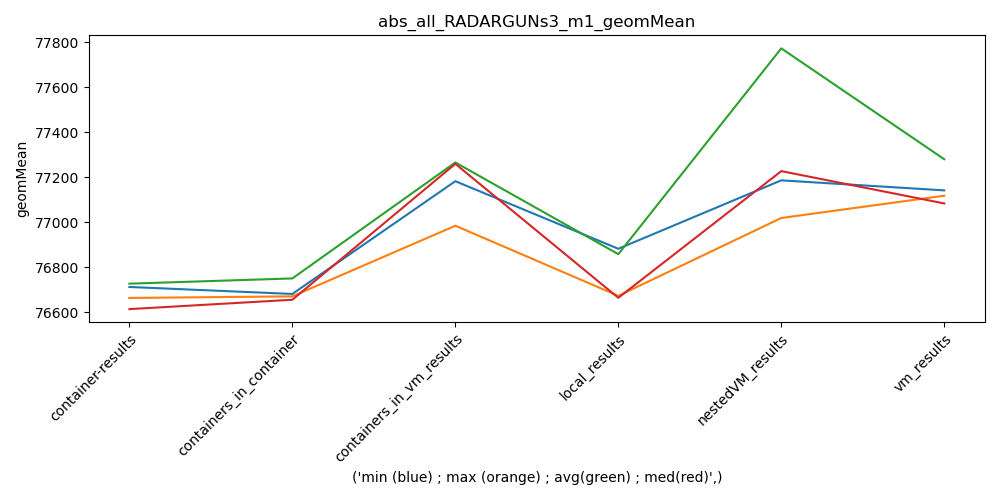 abs_all_RADARGUNs3_m1_geomMean
77800
77600
77400
77200
77000
76800
76600
geomMean
container-results
containers_in_container
containers_in_vm_results
local_results
nestedVM_results
vm_results
('min (blue) ; max (orange) ; avg(green) ; med(red)',)